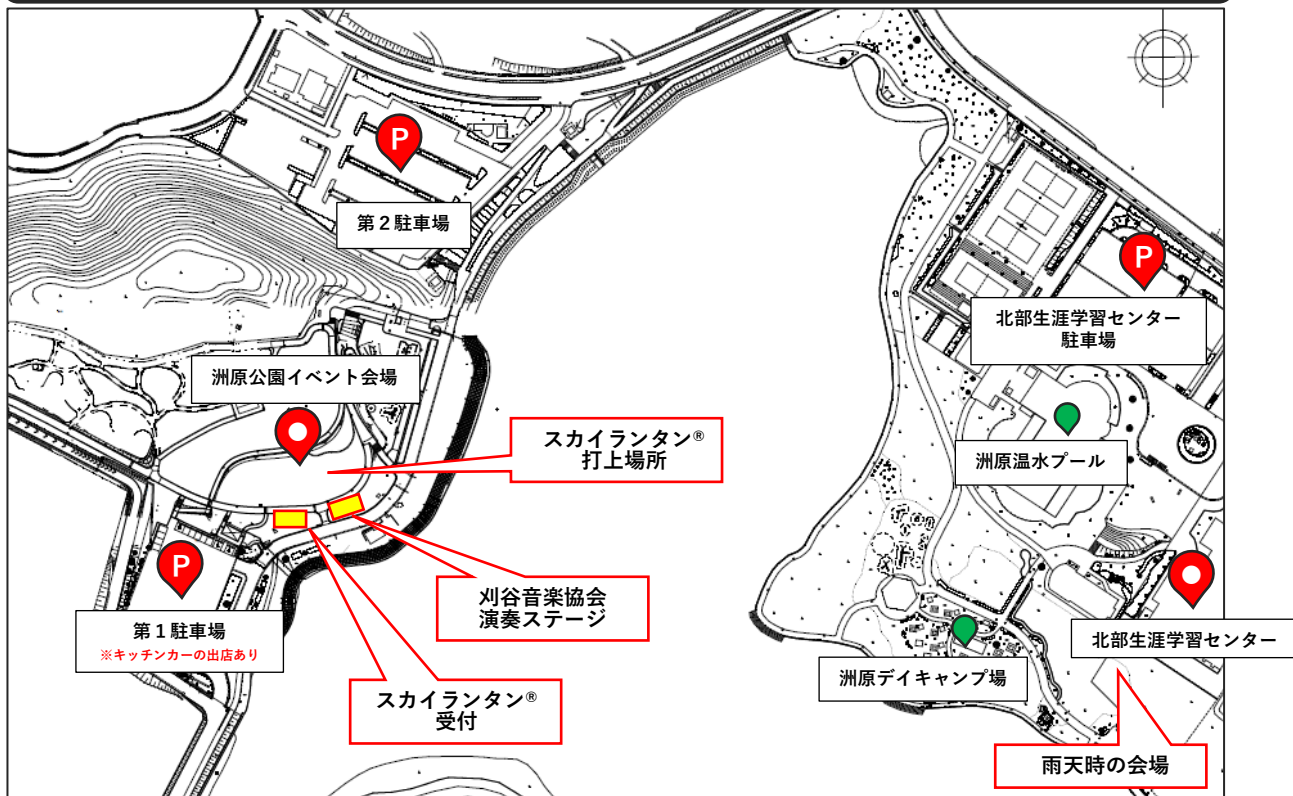 P
第２駐車場
P
北部生涯学習センター
駐車場
洲原公園イベント会場
スカイランタン®
打上場所
洲原温水プール
P
第１駐車場
※キッチンカーの出店あり
刈谷音楽協会
演奏ステージ
スカイランタン®
受付
北部生涯学習センター
洲原デイキャンプ場
雨天時の会場